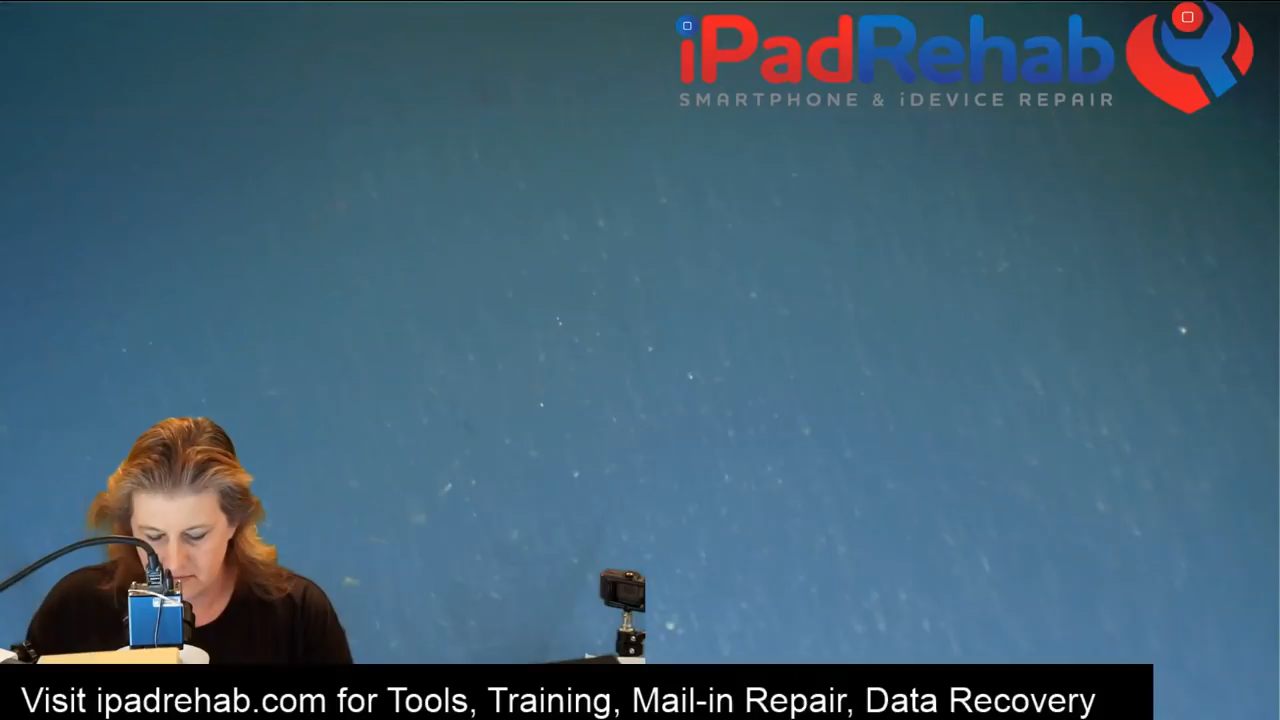 iPadRehab
SMARTPHONE & iDEVICE REPAIR
Visit ipadrehab.com for Tools, Training, Mail-in Repair, Data Recovery